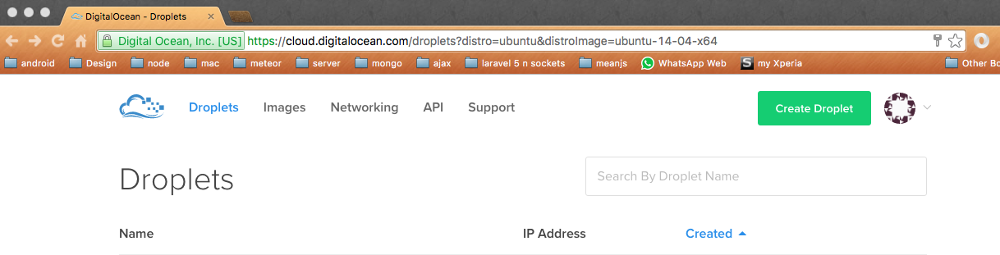 DigitalOcean - Droplets
Digital Ocean, Inc. [US] https://cloud.digitalocean.com/droplets?distro=ubuntu&distroImage=ubuntu-14-04-x64
android Design node mac meteor server mongo ajax laravel 5 n sockets meanjs WhatsApp Web S my Xperia Other Bo
Droplets Images Networking API Support Create Droplet
Droplets Search By Droplet Name
Name IP Address Created